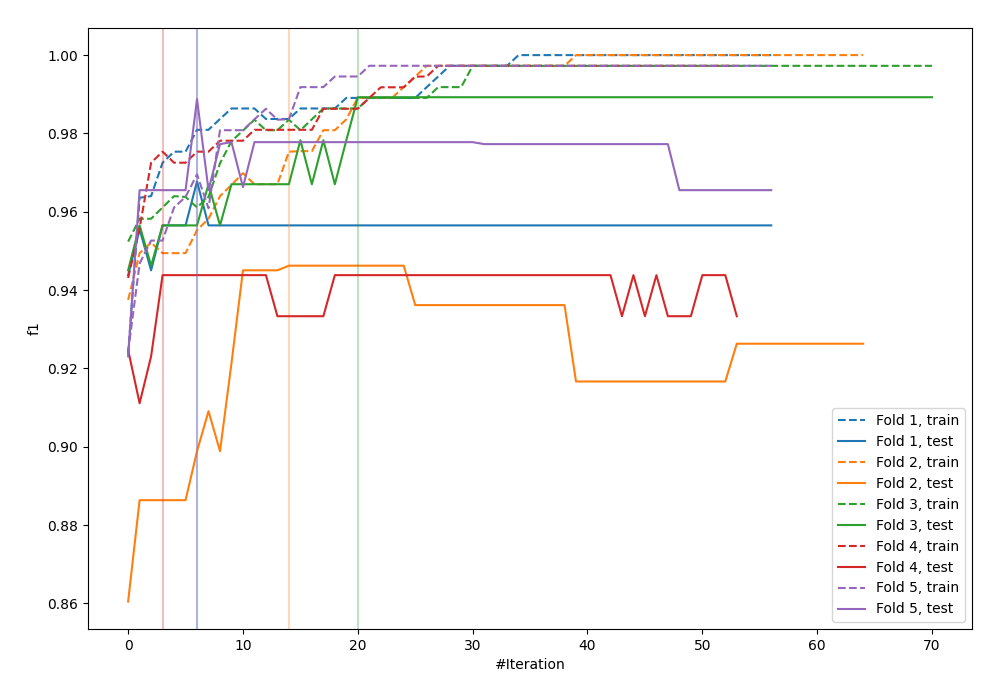 1.00
0.98
0.96
0.94
0.92
0.90
0.88
0.86
f1
0 10 20 30 40 50 60 70
#Iteration
Fold 1, train
Fold 1, test
Fold 2, train
Fold 2, test
Fold 3, train
Fold 3, test
Fold 4, train
Fold 4, test
Fold 5, train
Fold 5, test